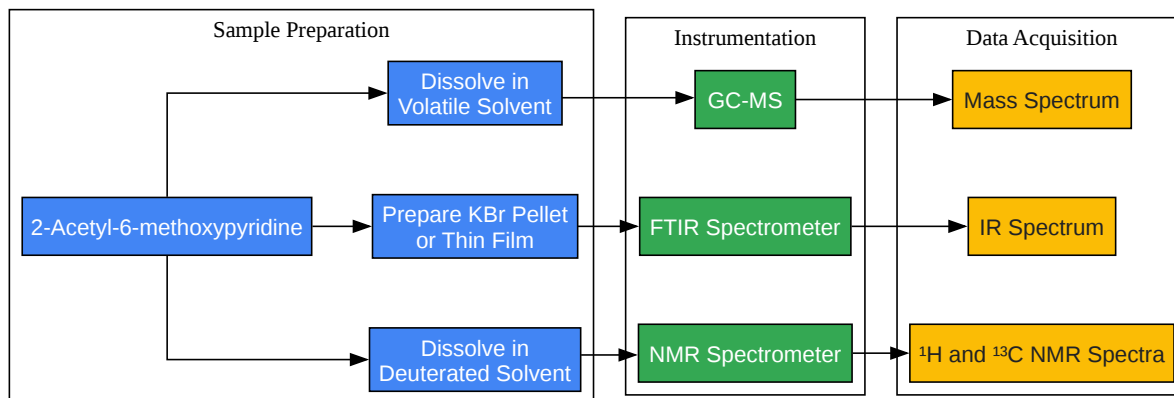 Sample Preparation
Instrumentation
Data Acquisition
Dissolve in
Volatile Solvent
GC-MS
Mass Spectrum
2-Acetyl-6-methoxypyridine
Prepare KBr Pellet
or Thin Film
FTIR Spectrometer
IR Spectrum
Dissolve in
Deuterated Solvent
NMR Spectrometer
¹H and ¹³C NMR Spectra